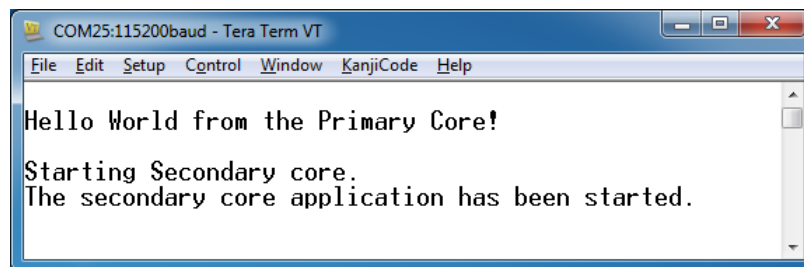 COM25:115200baud - Tera Term VT
File Edit Setup Control Window KanjiCode Help
Hello World from the Primary Core!
Starting Secondary core.
The secondary core application has been started.